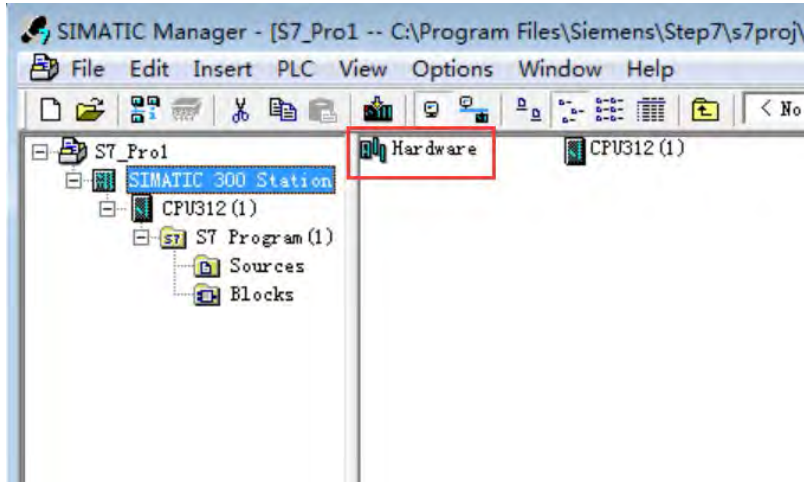 SIMATIC Manager - [S7_Pro1 -- C:\Program Files\Siemens\Step7\s7proj\
File Edit Insert PLC View Options Window Help
< No
S7_Pro1
Hardware
CPU312(1)
SIMATIC 300 Station
CPU312(1)
S7 Program(1)
Sources
Blocks